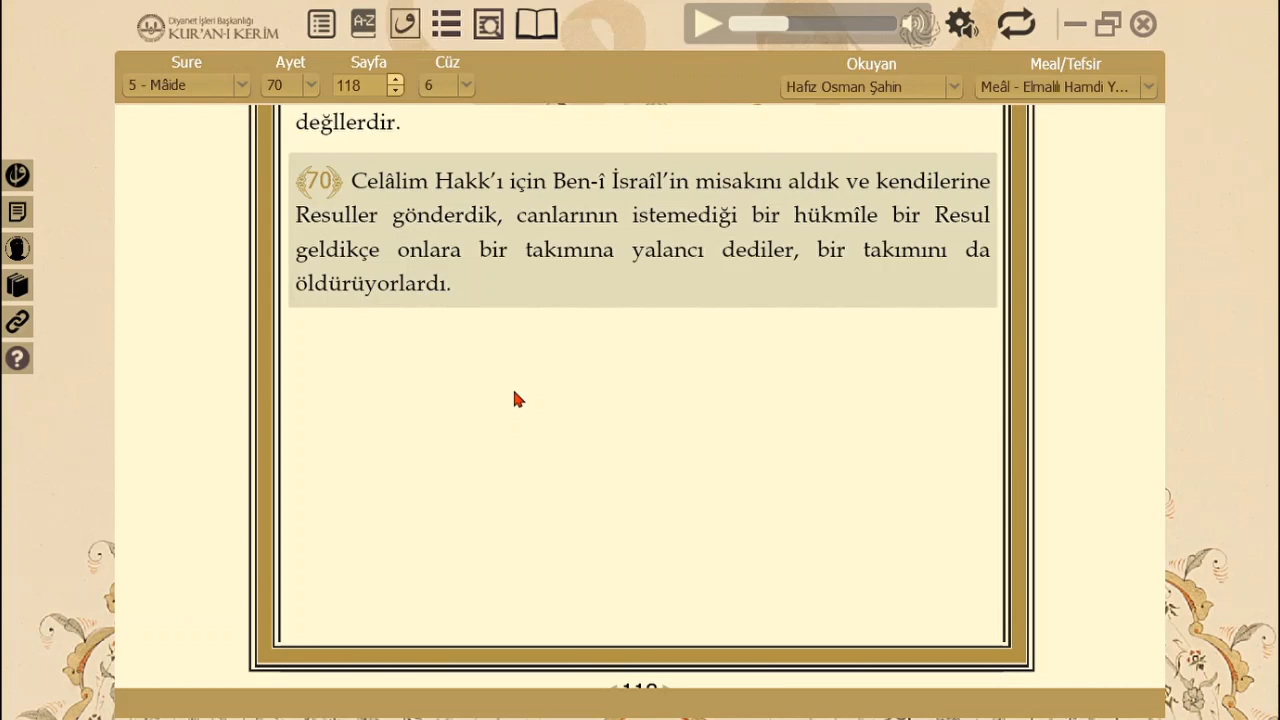 Diyanet İşleri Başkanlığı
KUR'AN-I KERİM
A-Z
Sure
Ayet
Sayfa
Cüz
Okuyan
Meal/Tefsir
5 - Mâide
70
118
6
Hafız Osman Şahin
Meâl - Elmalılı Hamdi Y...
değllerdir.
70 Celâlim Hakk’ı için Ben-î İsraîl’in misakını aldık ve kendilerine
Resuller gönderdik, canlarının istemediği bir hükmîle bir Resul
geldikçe onlara bir takımına yalancı dediler, bir takımını da
öldürüyorlardı.